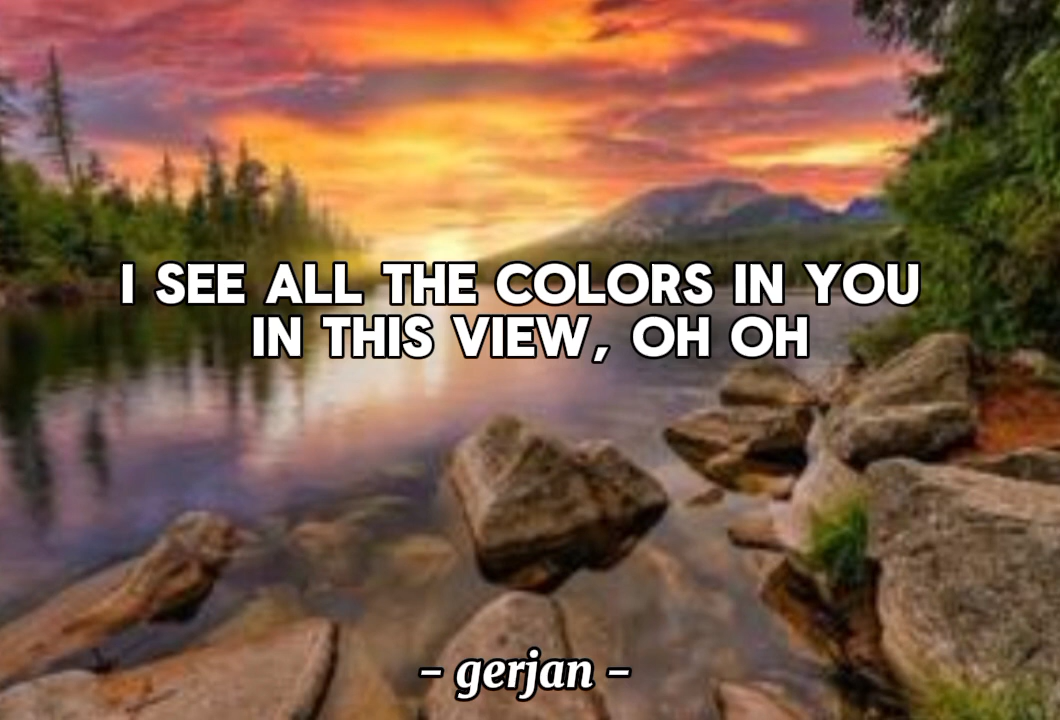 I SEE ALL THE COLORS IN YOU
IN THIS VIEW, OH OH
- gerjan -